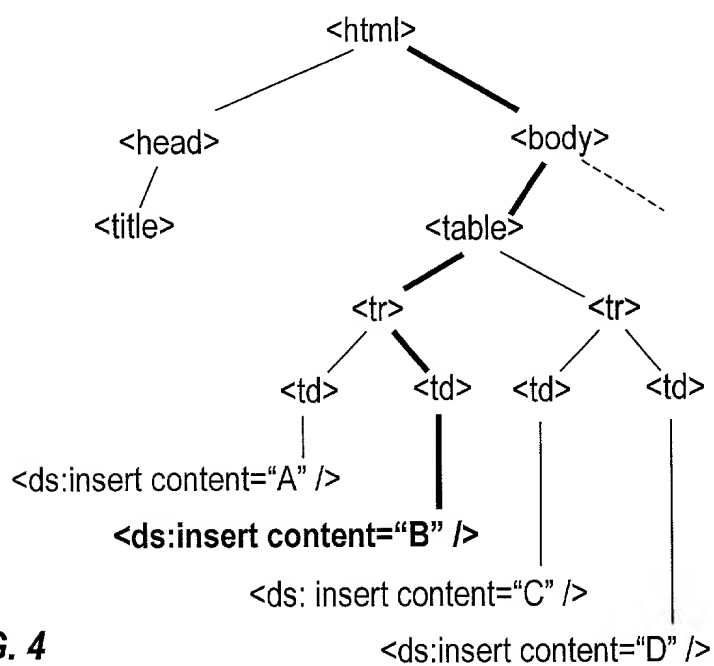 <html>
<head> <body>
<title> <table>
<tr> <tr>
<td> <td> <td> <td>
<ds:insert content=“A” />
<ds:insert content=“B” />
<ds: insert content=“C” />
G. 4
<ds:insert content=“D” />